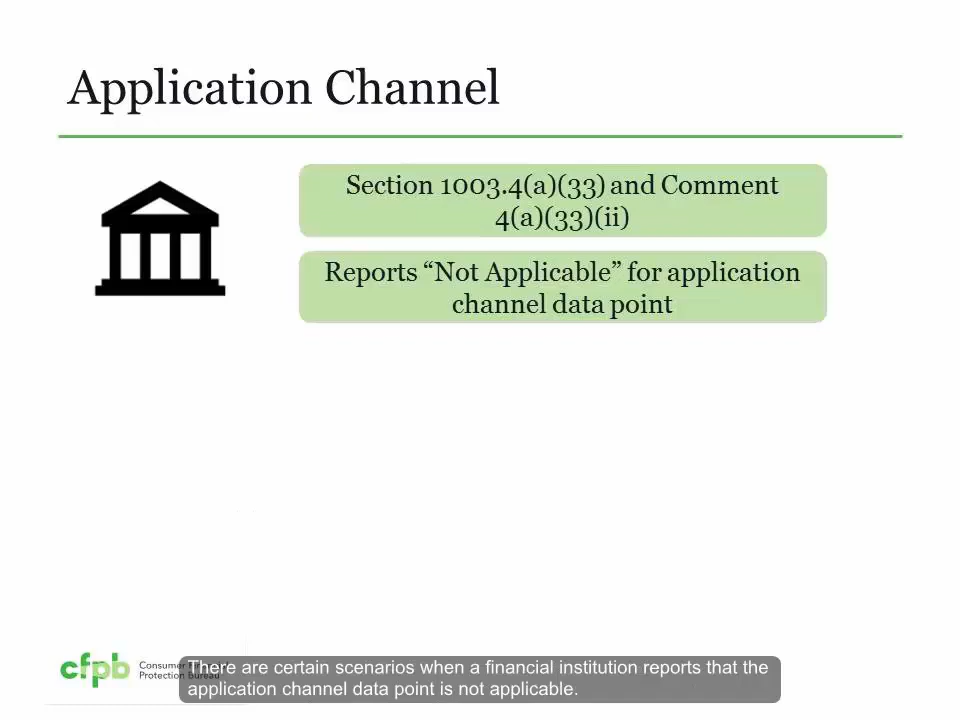 Application Channel
Section 1003.4(a)(33) and Comment
4(a)(33)(ii)
Reports “Not Applicable” for application
channel data point
cfpb
Consumer
Protection Bureau
There are certain scenarios when a financial institution reports that the
application channel data point is not applicable.